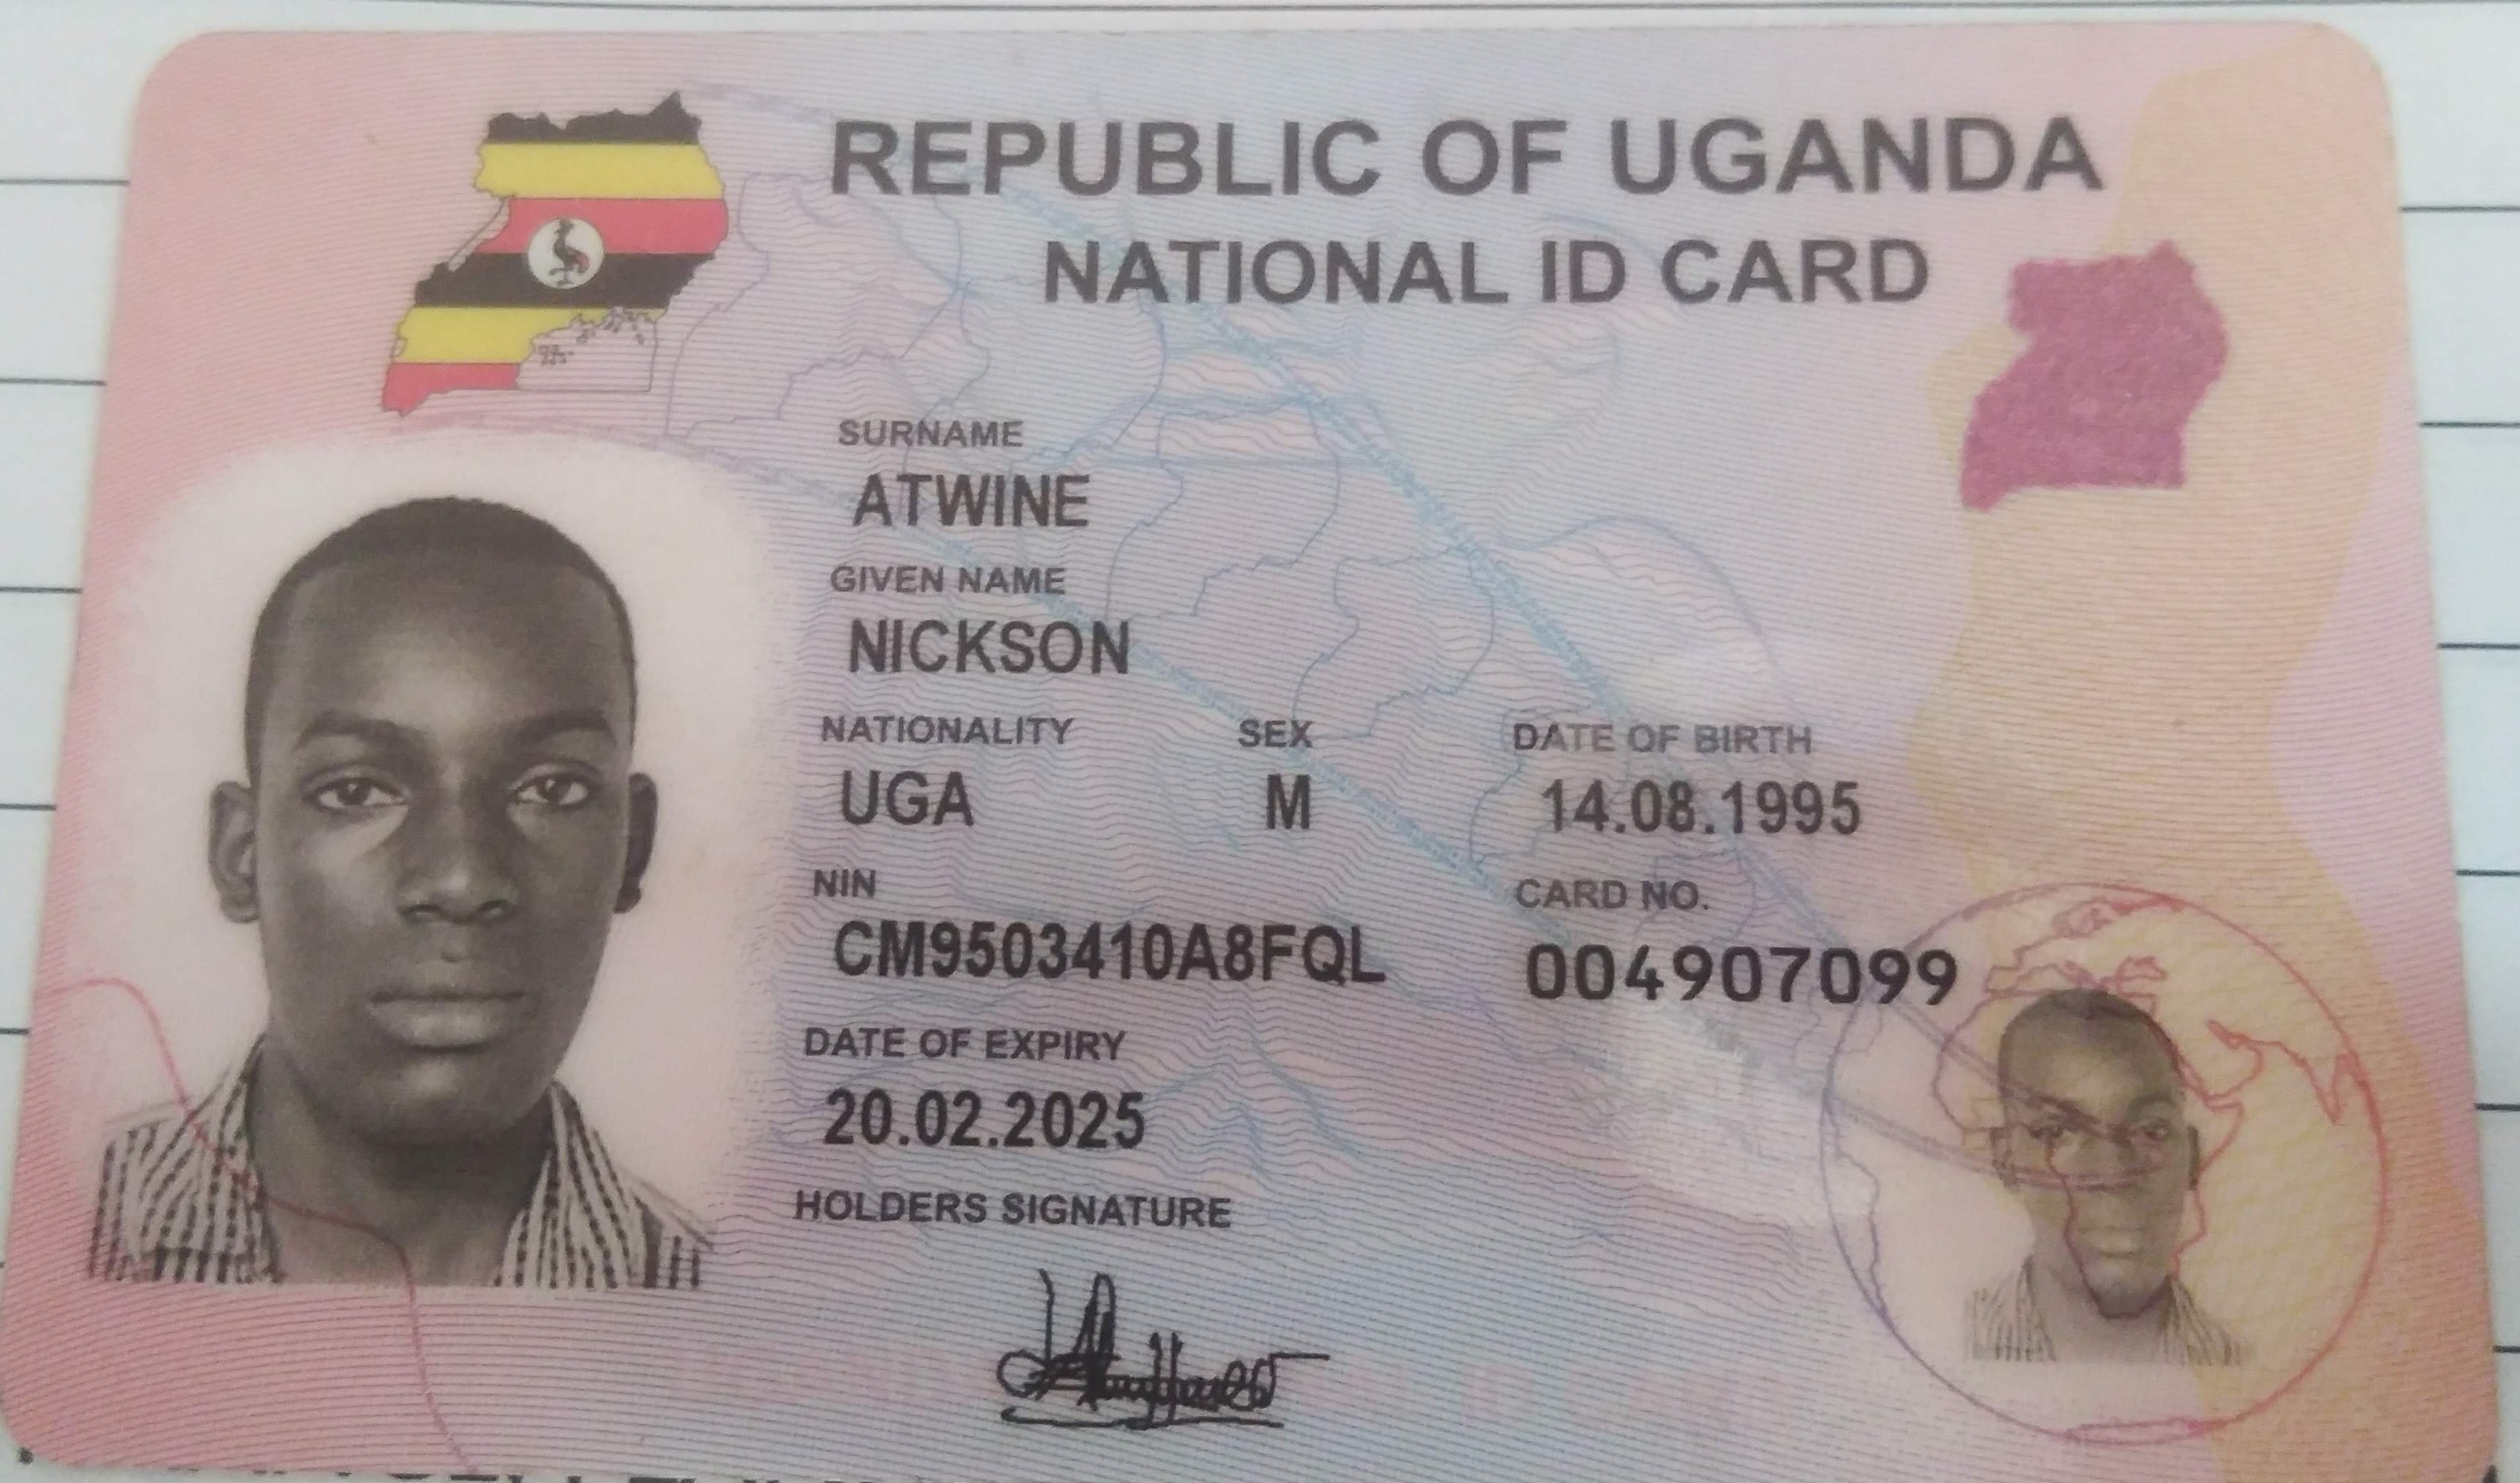 REPUBLIC OF UGANDA
NATIONAL ID CARD
SURNAME
ATWINE
GIVEN NAME
NICKSON
NATIONALITY SEX DATE OF BIRTH
UGA M 14.08.1995
NIN CARD NO.
CM9503410A8FQL 004907099
DATE OF EXPIRY
20.02.2025
HOLDERS SIGNATURE